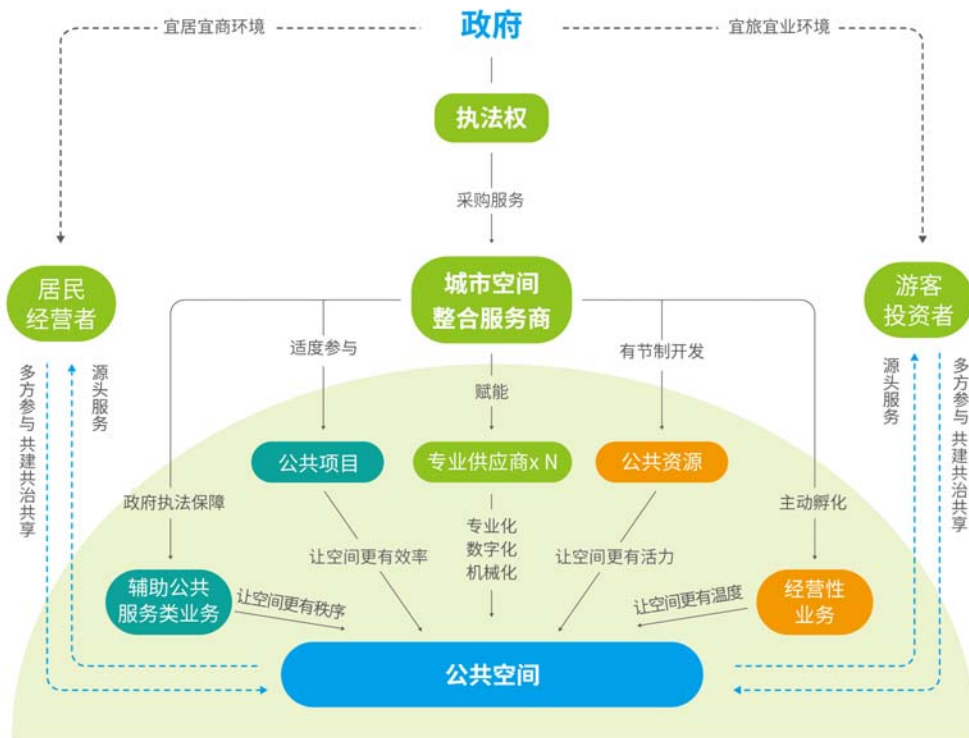 政府
宜居宜商环境
宜旅宜业环境
执法权
采购服务
居民
经营者
城市空间
整合服务商
游客
投资者
适度参与
有节制开发
赋能
多方参与 共建共治共享
源头服务
源头服务
多方参与 共建共治共享
公共项目
专业供应商x N
公共资源
政府执法保障
主动孵化
专业化
数字化
机械化
让空间更有效率
让空间更有活力
辅助公共
服务类业务
让空间更有秩序
让空间更有温度
经营性
业务
公共空间